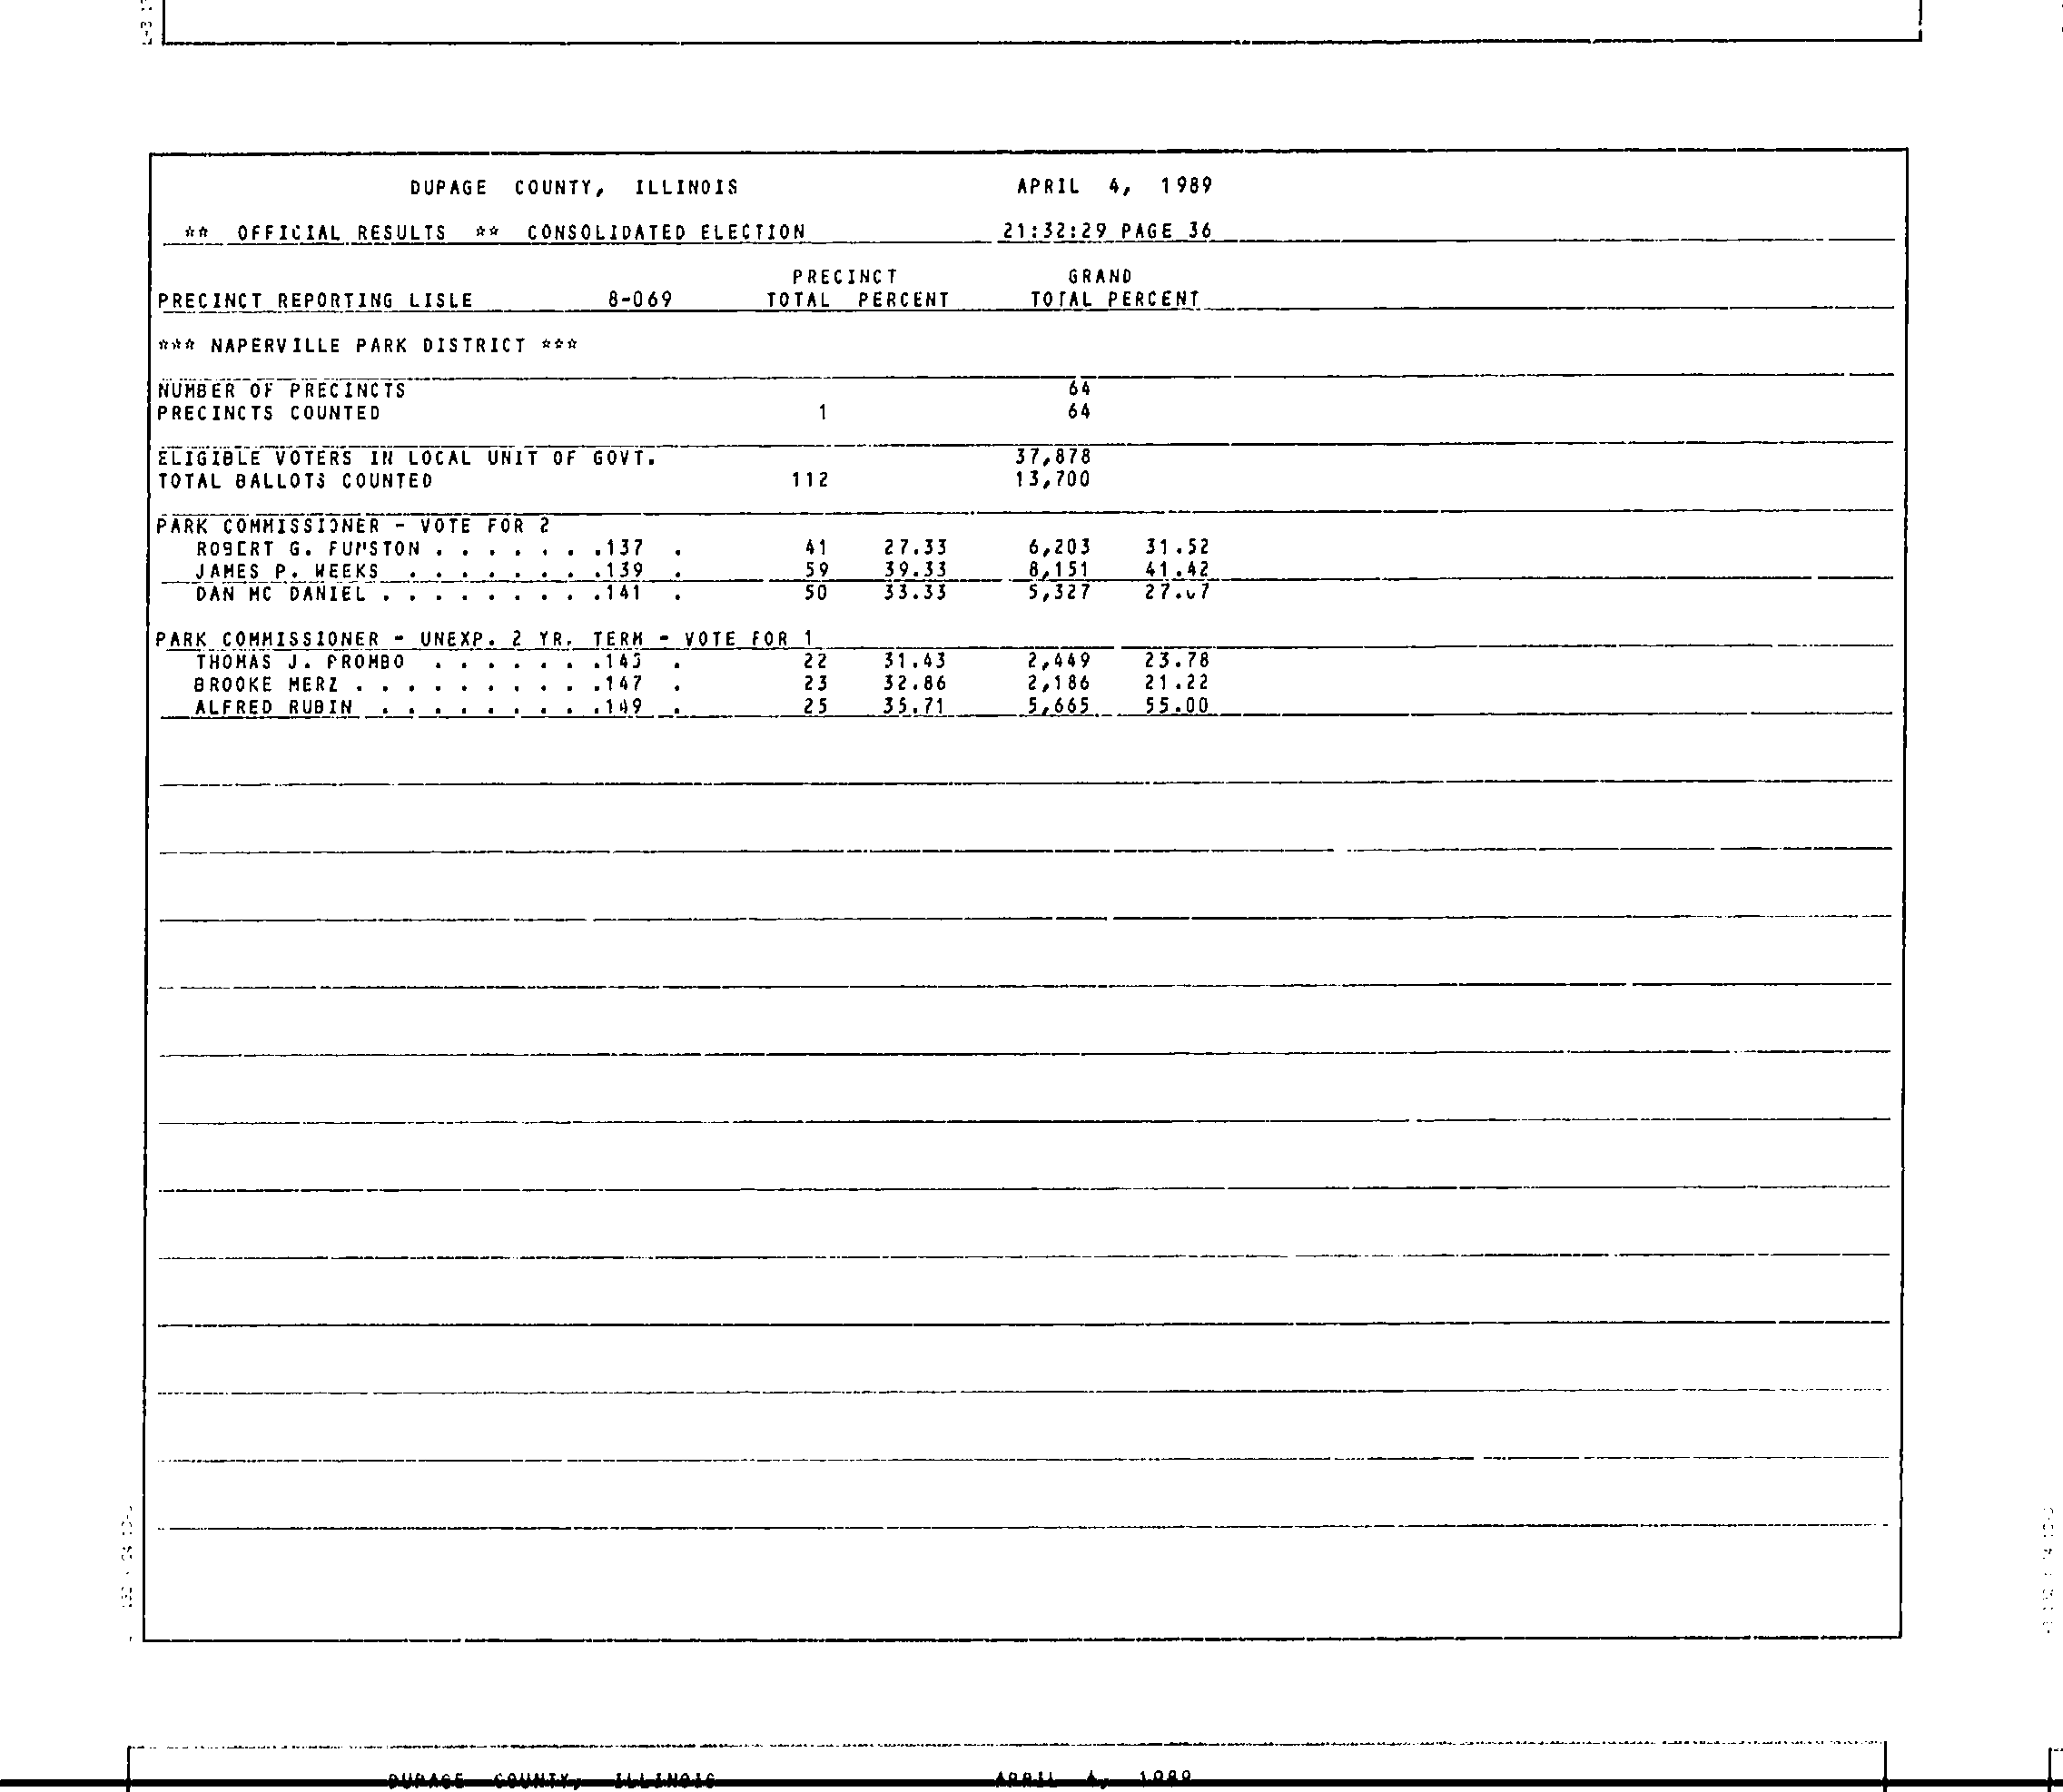 DUPAGE COUNTY, ILLINOIS APRIL 4, 1989
** OFFICIAL RESULTS ** CONSOLIDATED ELECTION 21:32:29 PAGE 36
PRECINCT GRAND
PRECINCT REPORTING LISLE 8-069 TOTAL PERCENT TOTAL PERCENT
*** NAPERVILLE PARK DISTRICT ***
NUMBER OF PRECINCTS 64
PRECINCTS COUNTED 1 64
ELIGIBLE VOTERS IN LOCAL UNIT OF GOVT. 37,878
TOTAL BALLOTS COUNTED 112 13,700
PARK COMMISSIONER - VOTE FOR 2
ROBERT G. FUNSTON . . . . . . .137 . 41 27.33 6,203 31.52
JAMES P. WEEKS . . . . . . . .139 . 59 39.33 8,151 41.42
DAN MC DANIEL . . . . . . . . .141 . 50 33.33 5,327 27.07
PARK COMMISSIONER - UNEXP. 2 YR. TERM - VOTE FOR 1
THOMAS J. PROMBO . . . . . . .145 . 22 31.43 2,449 23.78
BROOKE MERZ . . . . . . . . . .147 . 23 32.86 2,186 21.22
ALFRED RUBIN . . . . . . . . .149 . 25 35.71 5,665 55.00
DUPAGE COUNTY, ILLINOIS APRIL 4, 1989